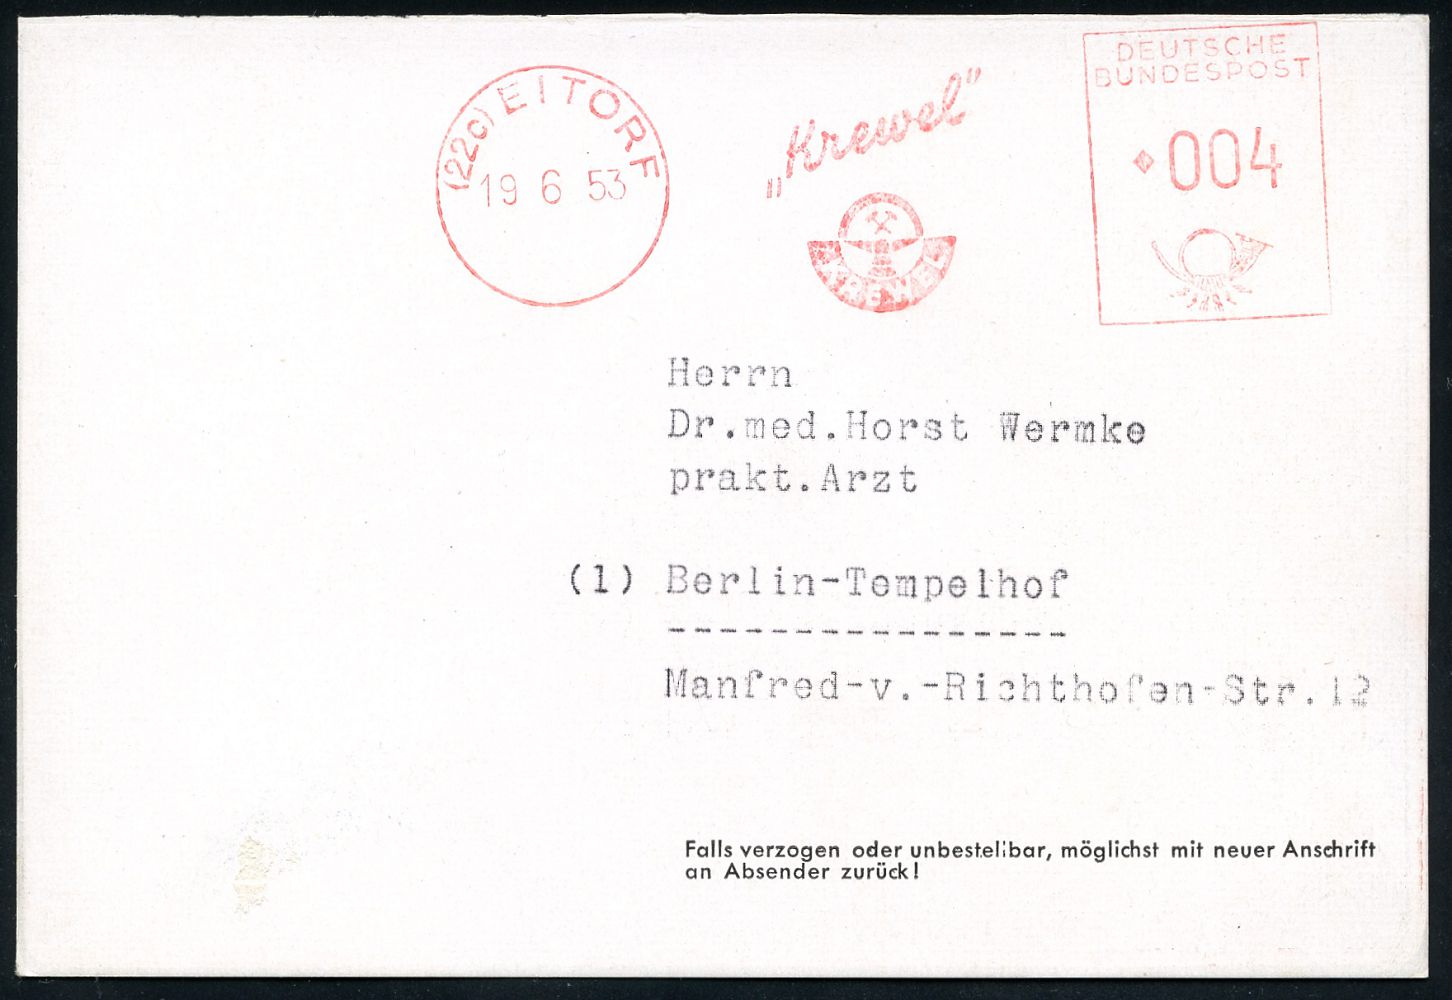 (22c) EITORF
19 6 53
„Krewel"
KREWEL
DEUTSCHE
BUNDESPOST
004
Herrn
Dr.med.Horst Wermke
prakt.Arzt
(1) Berlin-Tempelhof
----------------
Manfred-v.-Richthofen-Str.12
Falls verzogen oder unbestellbar, möglichst mit neuer Anschrift
an Absender zurück!